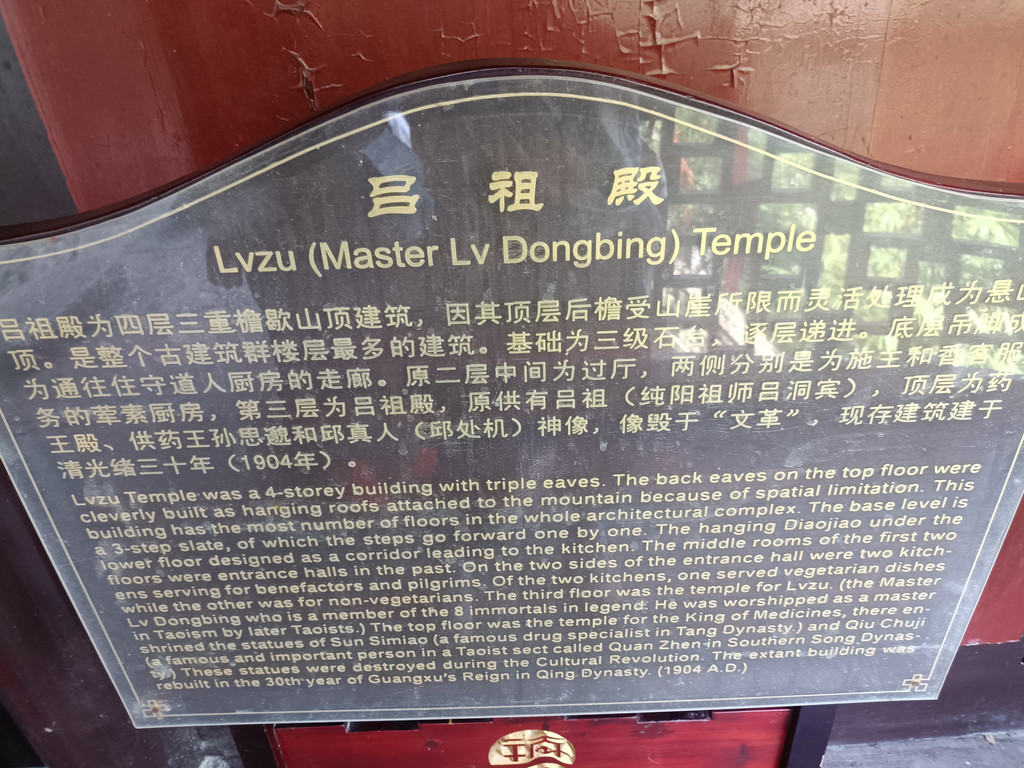 吕祖殿
Lvzu (Master Lv Dongbing) Temple
吕祖殿为四层三重檐歇山顶建筑，因其顶层后檐受山崖所限而灵活处理成为悬山
顶。是整个古建筑群楼层最多的建筑。基础为三级石台、逐层递进。底层吊脚成
为通往住守道人厨房的走廊。原二层中间为过厅，两侧分别是为施主和香客服
务的荤素厨房，第三层为吕祖殿，原供有吕祖（纯阳祖师吕洞宾），顶层为药
王殿、供药王孙思邈和邱真人（邱处机）神像，像毁于“文革”，现存建筑建于
清光绪三十年（1904年）。
Lvzu Temple was a 4-storey building with triple eaves. The back eaves on the top floor were
cleverly built as hanging roofs attached to the mountain because of spatial limitation. This
building has the most number of floors in the whole architectural complex. The base level is
a 3-step slate, of which the steps go forward one by one. The hanging Diaojiao under the
lower floor designed as a corridor leading to the kitchen. The middle rooms of the first two
floors were entrance halls in the past. On the two sides of the entrance hall were two kitch-
ens serving for benefactors and pilgrims. Of the two kitchens, one served vegetarian dishes
while the other was for non-vegetarians. The third floor was the temple for Lvzu. (the Master
Lv Dongbing who is a member of the 8 immortals in legend. He was worshipped as a master
in Taoism by later Taoists.) The top floor was the temple for the King of Medicines, there en-
shrined the statues of Sun Simiao (a famous drug specialist in Tang Dynasty.) and Qiu Chuji
(a famous and important person in a Taoist sect called Quan Zhen in Southern Song Dynas-
ty.) These statues were destroyed during the Cultural Revolution. The extant building was
rebuilt in the 30th year of Guangxu's Reign in Qing Dynasty. (1904 A.D.)